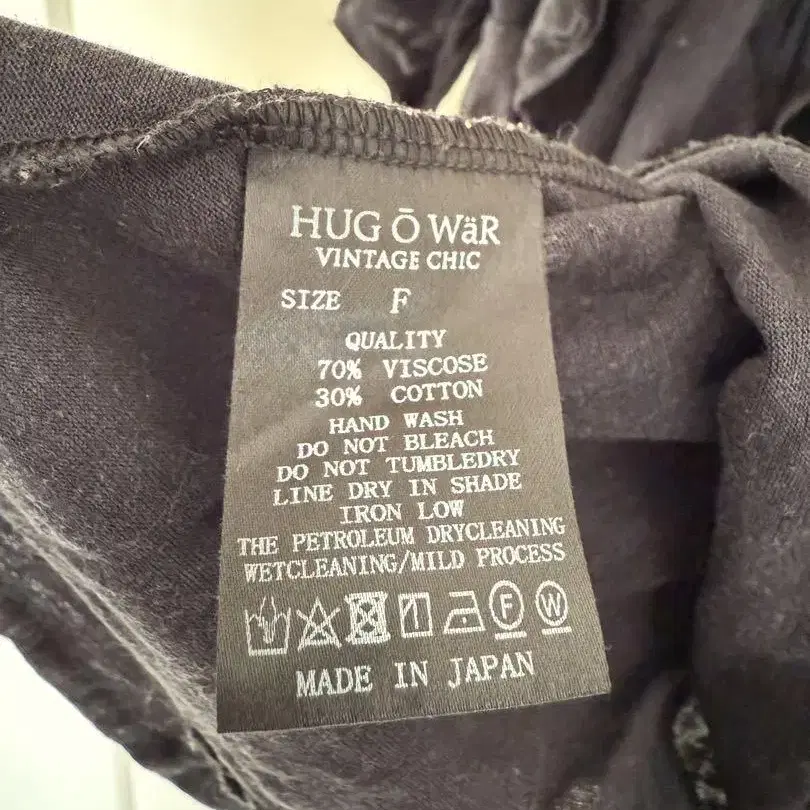 HUG Ō WäR
VINTAGE CHIC
SIZE F
QUALITY
70% VISCOSE
30% COTTON
HAND WASH
DO NOT BLEACH
DO NOT TUMBLEDRY
LINE DRY IN SHADE
IRON LOW
THE PETROLEUM DRYCLEANING
WETCLEANING/MILD PROCESS
F W
MADE IN JAPAN